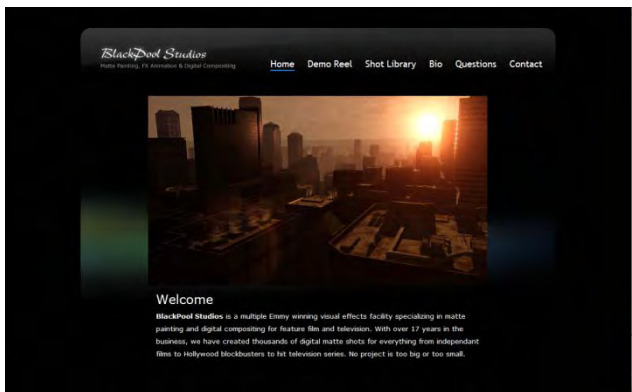 BlackPool Studios
Matte Painting, FX Animation & Digital Compositing
Home Demo Reel Shot Library Bio Questions Contact
Welcome
BlackPool Studios is a multiple Emmy winning visual effects facility specializing in matte
painting and digital compositing for feature film and television. With over 17 years in the
business, we have created thousands of digital matte shots for everything from independant
films to Hollywood blockbusters to hit television series. No project is too big or too small.